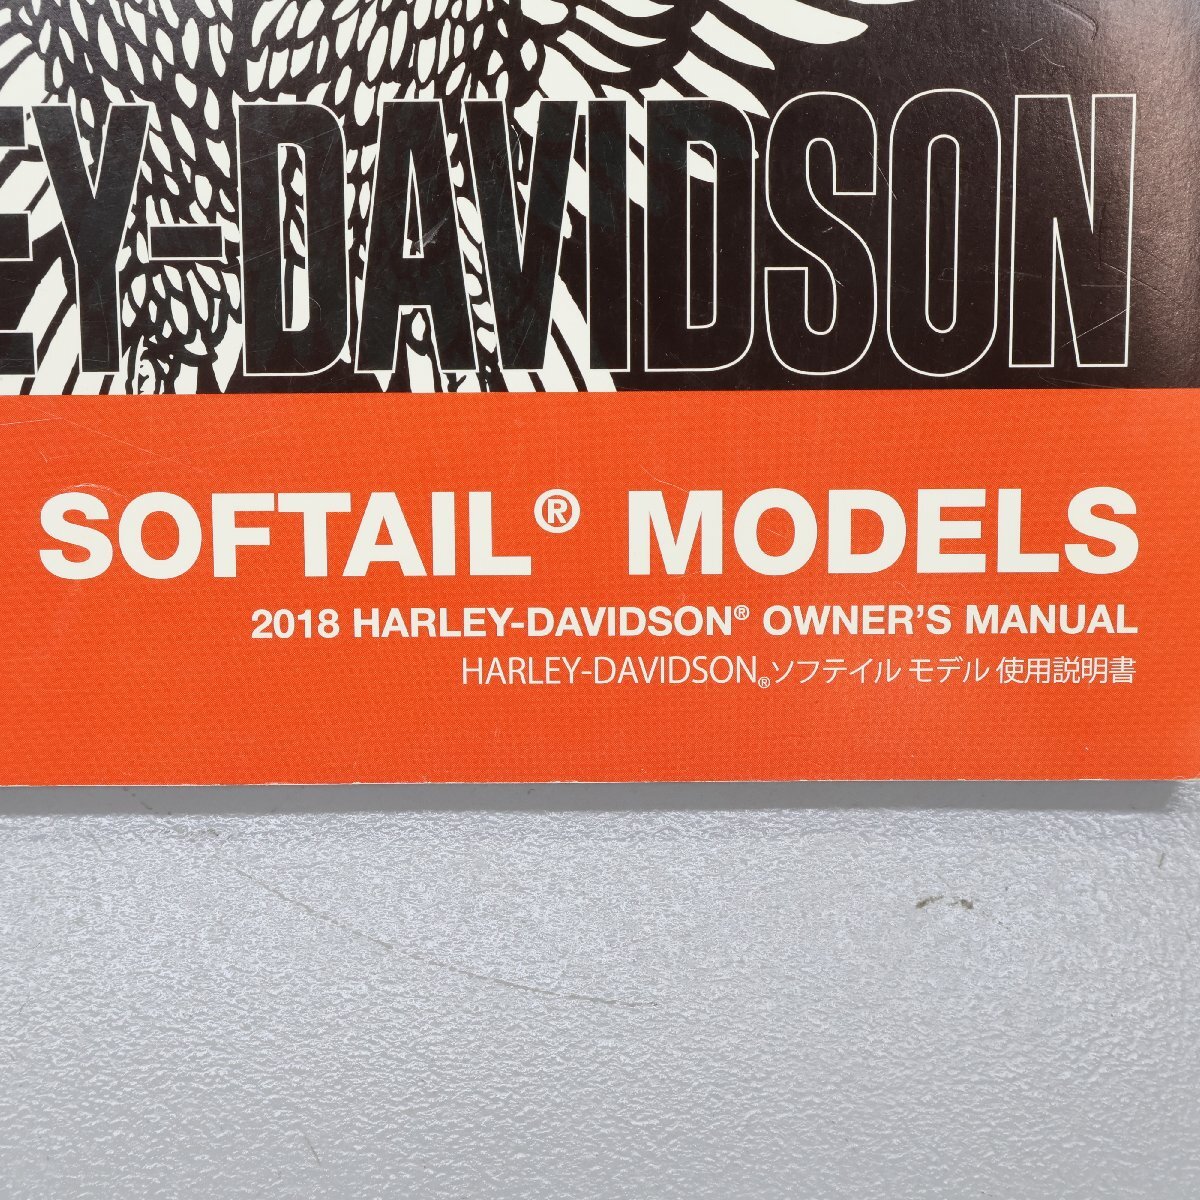 EY-DAVIDSON
SOFTAIL® MODELS
2018 HARLEY-DAVIDSON® OWNER'S MANUAL
HARLEY-DAVIDSON®ソフテイル モデル 使用説明書